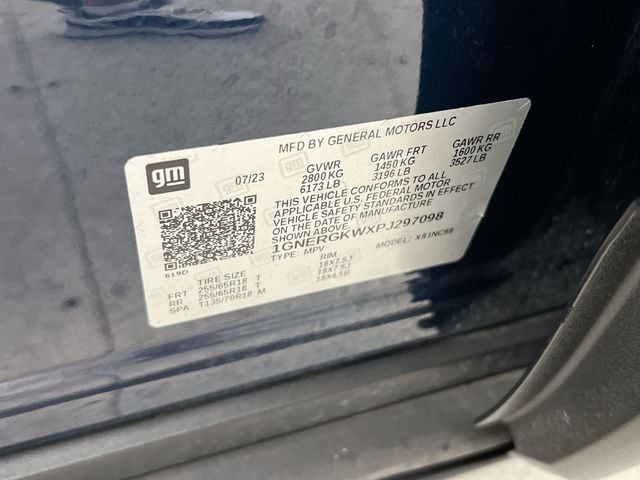 MFD BY GENERAL MOTORS LLC
gm
07/23
GVWR GAWR FRT GAWR RR
2800 KG 1450 KG 1600 KG
6173 LB 3196 LB 3527 LB
THIS VEHICLE CONFORMS TO ALL
APPLICABLE U.S. FEDERAL MOTOR
VEHICLE SAFETY STANDARDS IN EFFECT
ON THE DATE OF MANUFACTURE
SHOWN ABOVE.
1GNERGKWXPJ297098
TYPE: MPV MODEL: X81NC56
619D
TIRE SIZE RIM
FRT 255/65R18 T 18X7.5J
RR 255/65R18 T 18X7.5J
SPA T135/70R18 M 18X4.5B